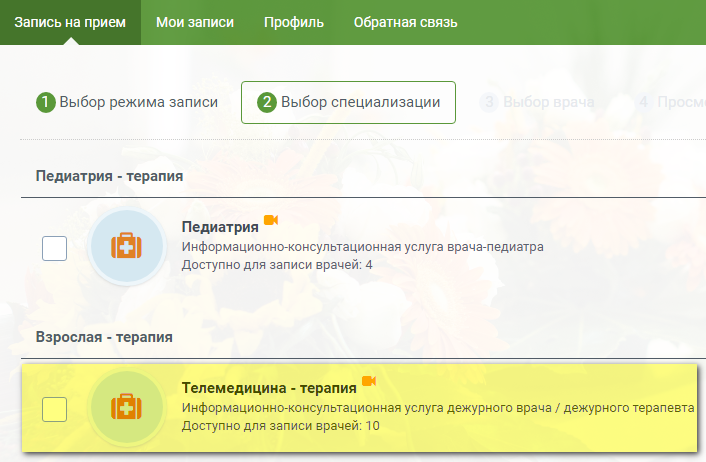 Запись на прием Мои записи Профиль Обратная связь
1 Выбор режима записи 2 Выбор специализации 3 Выбор врача 4 Просм
Педиатрия - терапия
Педиатрия
Информационно-консультационная услуга врача-педиатра
Доступно для записи врачей: 4
Взрослая - терапия
Телемедицина - терапия
Информационно-консультационная услуга дежурного врача / дежурного терапевта
Доступно для записи врачей: 10